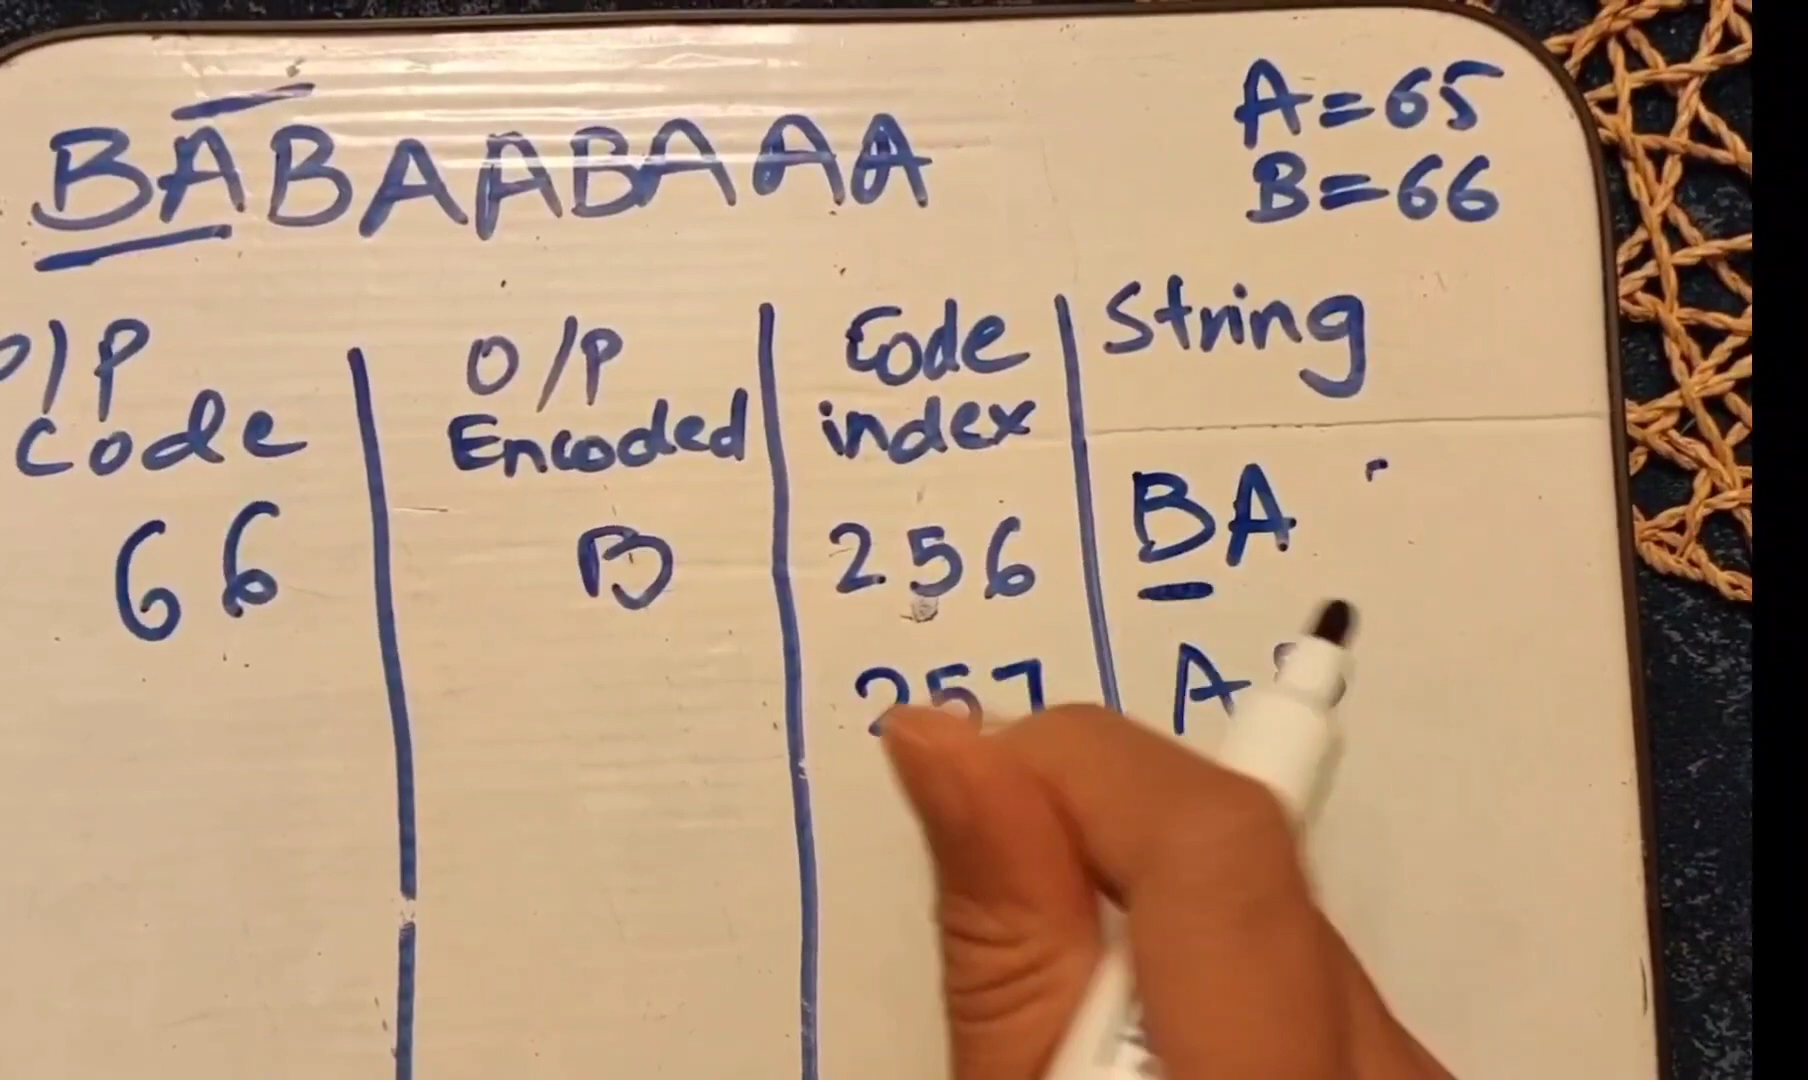 BABAABAAA
A=65
B=66
O/P Code
O/P Encoded
Code index
String
66
B
256
BA
257
A